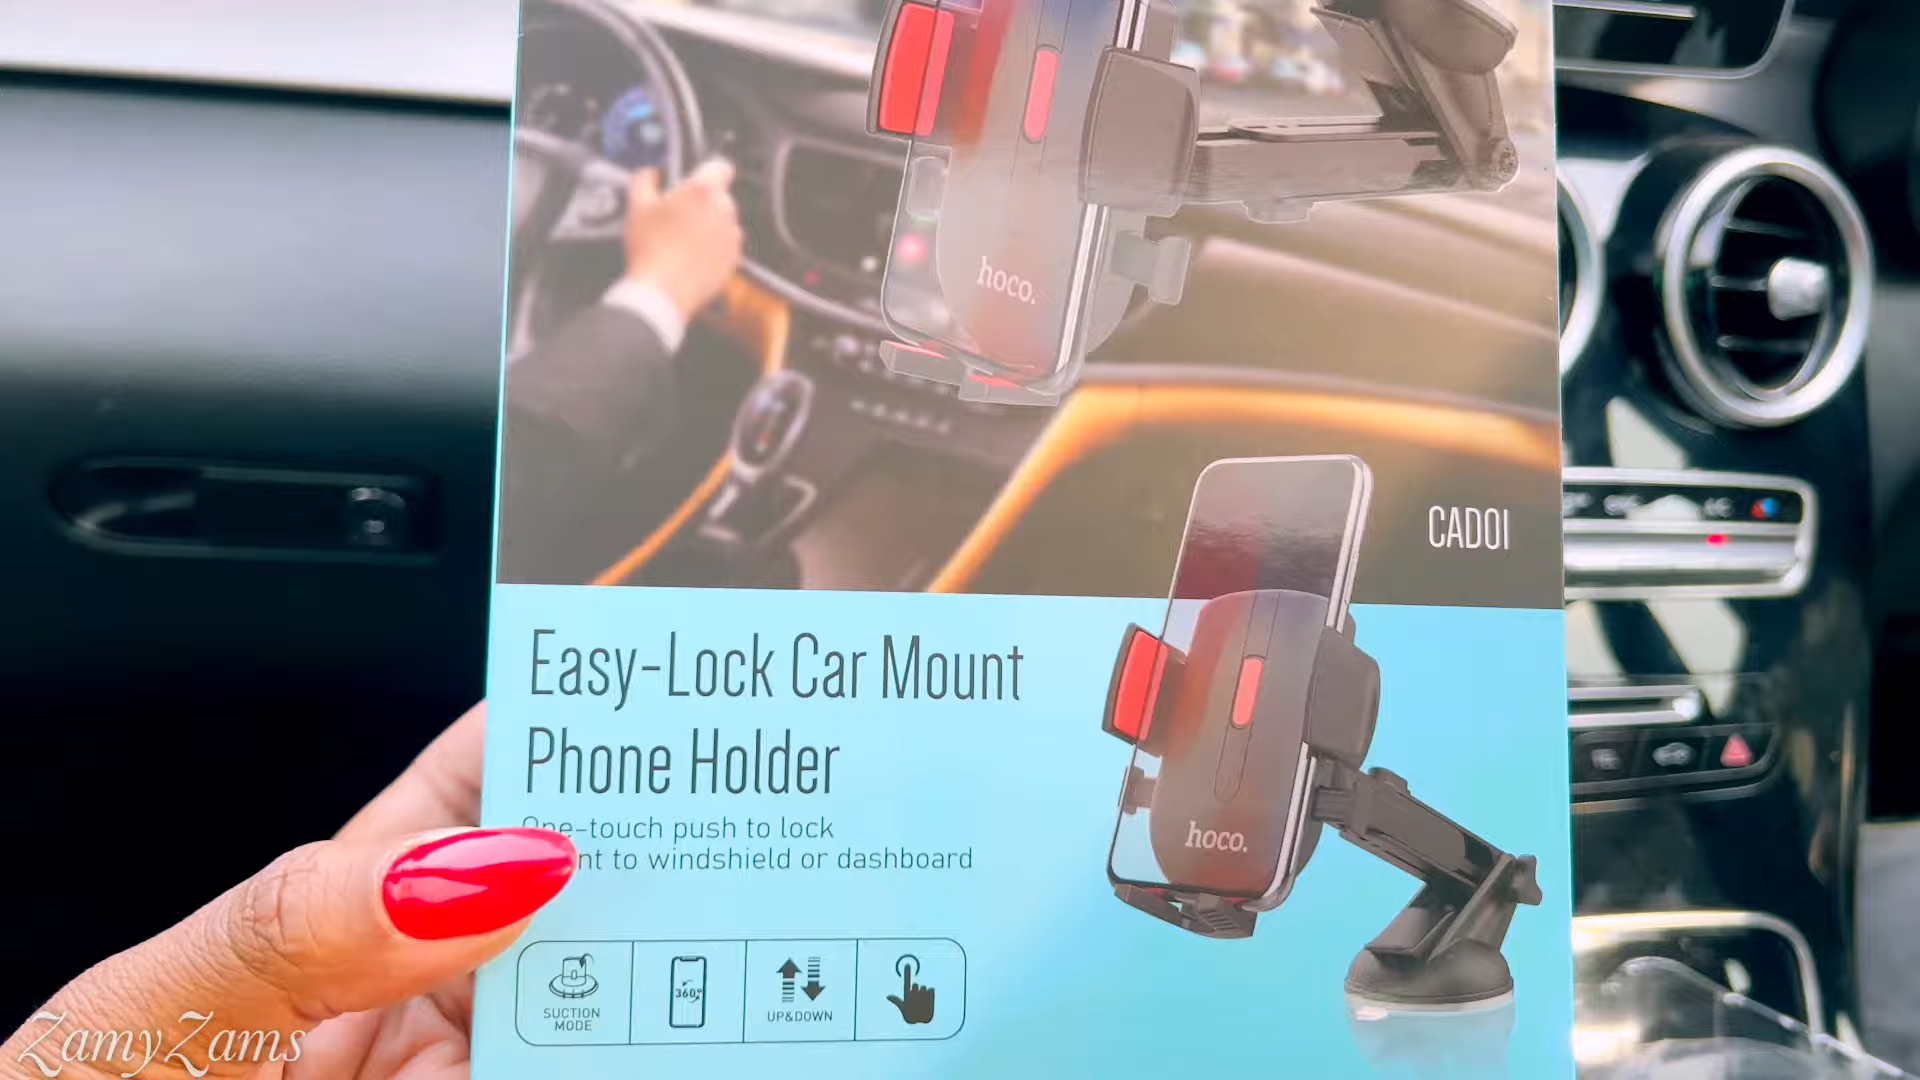 hoco.
CAD01
Easy-Lock Car Mount
Phone Holder
One-touch push to lock
nt to windshield or dashboard
hoco.
SUCTION
MODE
360°
UP&DOWN
ZamyZams